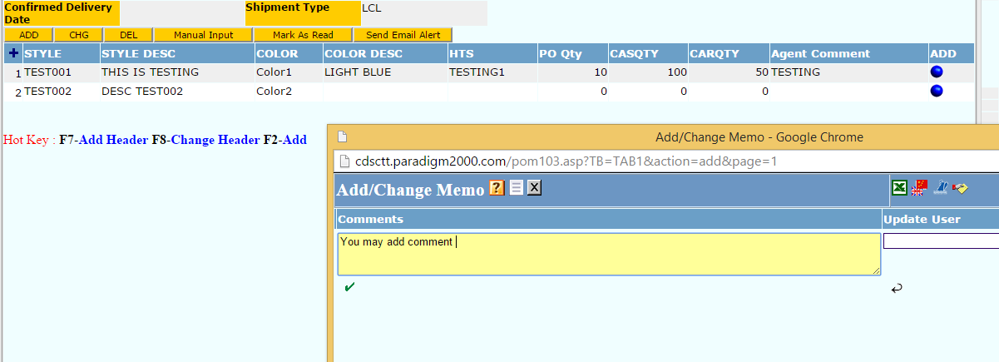 Confirmed Delivery Date
Shipment Type LCL
ADD CHG DEL Manual Input Mark As Read Send Email Alert
+ STYLE STYLE DESC COLOR COLOR DESC HTS PO Qty CASQTY CARQTY Agent Comment ADD
1 TEST001 THIS IS TESTING Color1 LIGHT BLUE TESTING1 10 100 50 TESTING
2 TEST002 DESC TEST002 Color2 0 0 0
Hot Key : F7-Add Header F8-Change Header F2-Add
Add/Change Memo - Google Chrome
cdsctt.paradigm2000.com/pom103.asp?TB=TAB1&action=add&page=1
Add/Change Memo ? X
Comments Update User
You may add comment